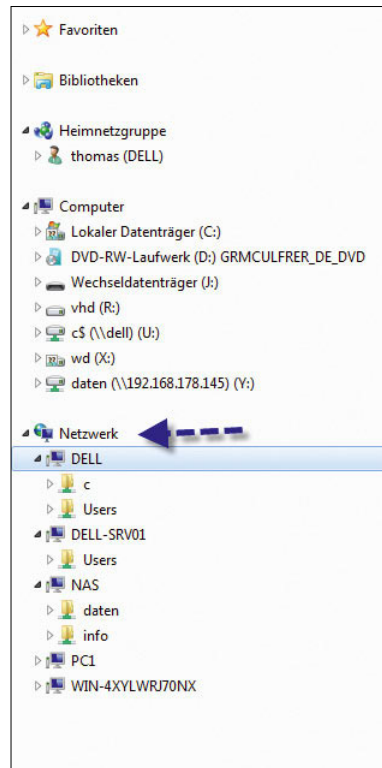 Favoriten
Bibliotheken
Heimnetzgruppe
thomas (DELL)
Computer
Lokaler Datenträger (C:)
DVD-RW-Laufwerk (D:) GRMCULFRER_DE_DVD
Wechseldatenträger (J:)
vhd (R:)
c$ (\\dell) (U:)
wd (X:)
daten (\\192.168.178.145) (Y:)
Netzwerk
DELL
c
Users
DELL-SRV01
Users
NAS
daten
info
PC1
WIN-4XYLWRJ70NX